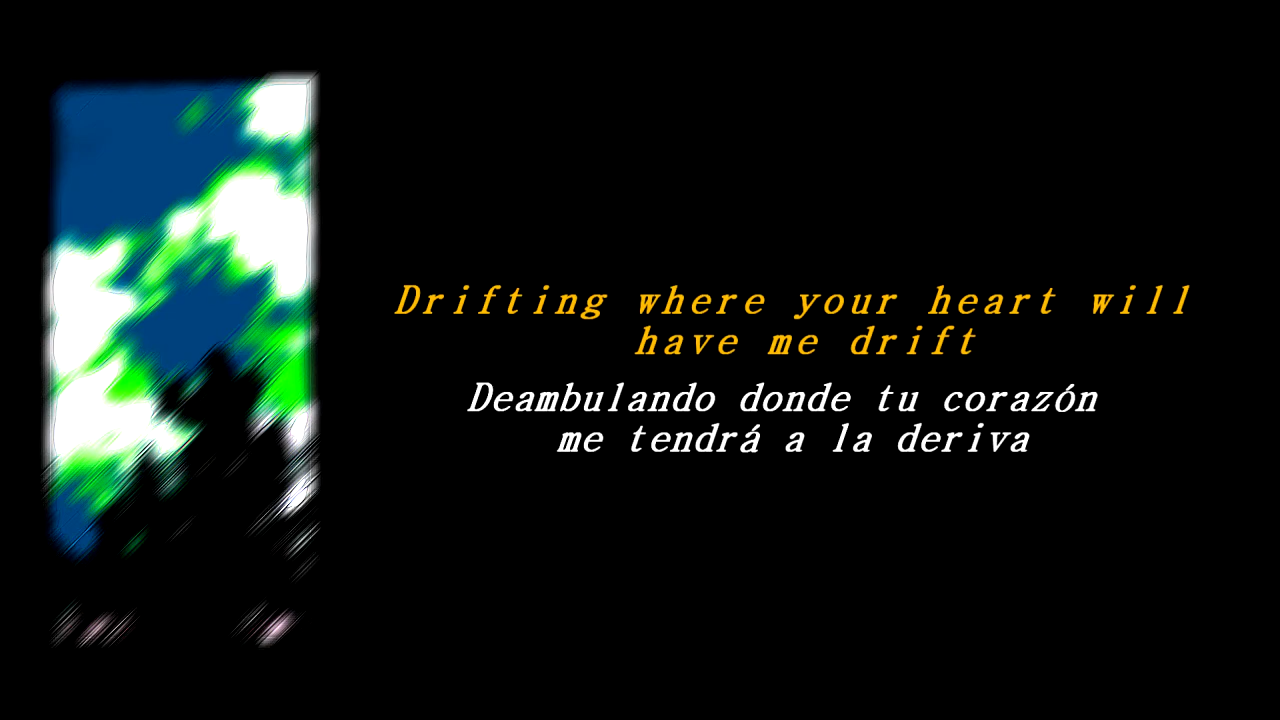 Drifting where your heart will
have me drift
Deambulando donde tu corazón
me tendrá a la deriva